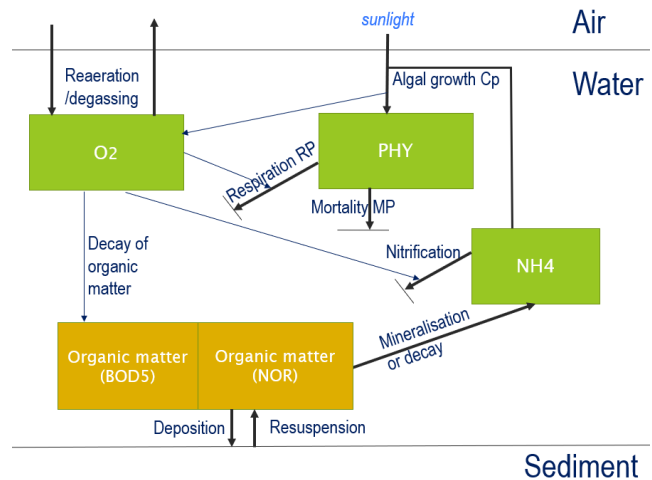 sunlight
Air
Reaeration
/degassing
Algal growth Cp
Water
O2
PHY
Respiration RP
Mortality MP
Decay of
organic
matter
Nitrification
NH4
Mineralisation
or decay
Organic matter
(BOD5)
Organic matter
(NOR)
Deposition
Resuspension
Sediment